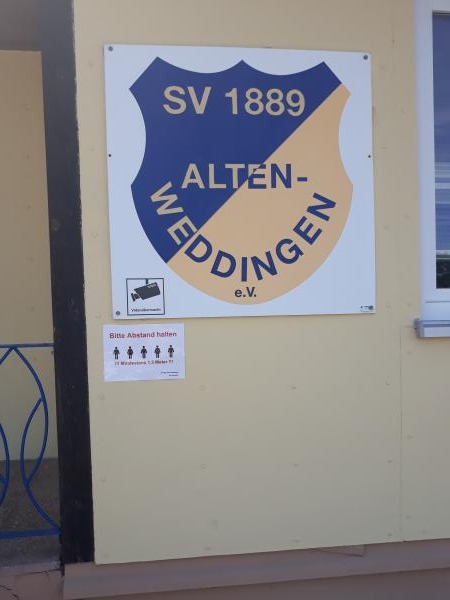 SV 1889
ALTEN-
WEDDINGEN
e.V.
Videoüberwacht
Bitte Abstand halten
!!! Mindestens 1,5 Meter !!!